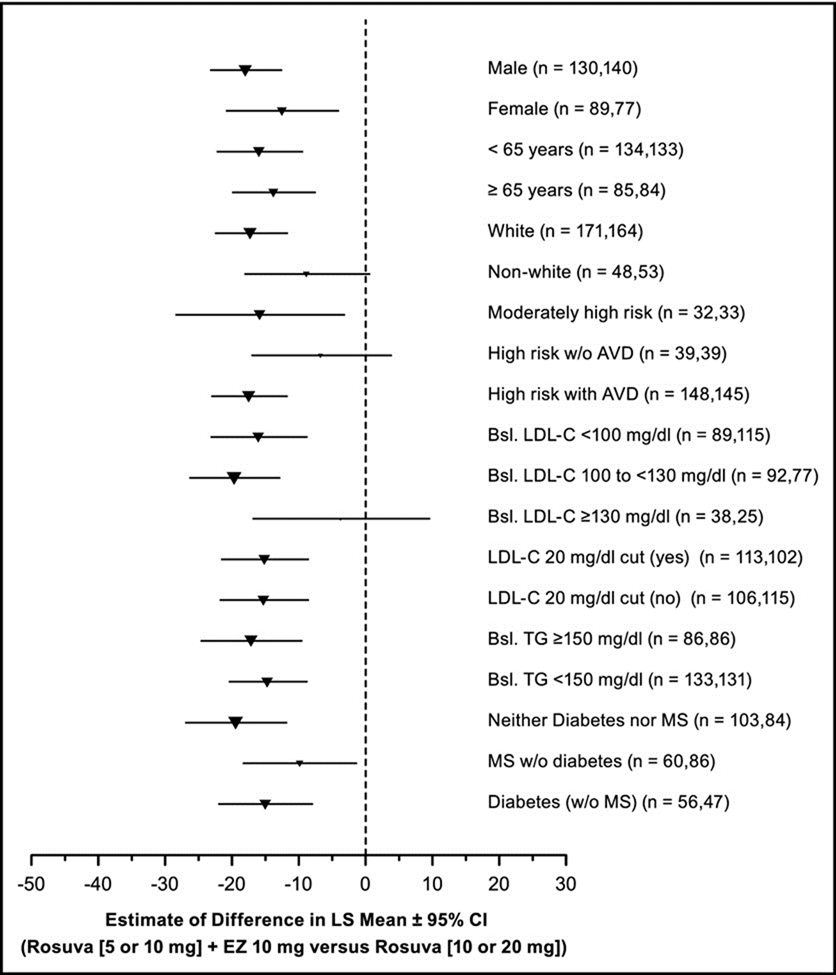 Male (n = 130,140)
Female (n = 89,77)
< 65 years (n = 134,133)
≥ 65 years (n = 85,84)
White (n = 171,164)
Non-white (n = 48,53)
Moderately high risk (n = 32,33)
High risk w/o AVD (n = 39,39)
High risk with AVD (n = 148,145)
Bsl. LDL-C <100 mg/dl (n = 89,115)
Bsl. LDL-C 100 to <130 mg/dl (n = 92,77)
Bsl. LDL-C ≥130 mg/dl (n = 38,25)
LDL-C 20 mg/dl cut (yes) (n = 113,102)
LDL-C 20 mg/dl cut (no) (n = 106,115)
Bsl. TG ≥150 mg/dl (n = 86,86)
Bsl. TG <150 mg/dl (n = 133,131)
Neither Diabetes nor MS (n = 103,84)
MS w/o diabetes (n = 60,86)
Diabetes (w/o MS) (n = 56,47)
-50 -40 -30 -20 -10 0 10 20 30
Estimate of Difference in LS Mean ± 95% CI
(Rosuva [5 or 10 mg] + EZ 10 mg versus Rosuva [10 or 20 mg])